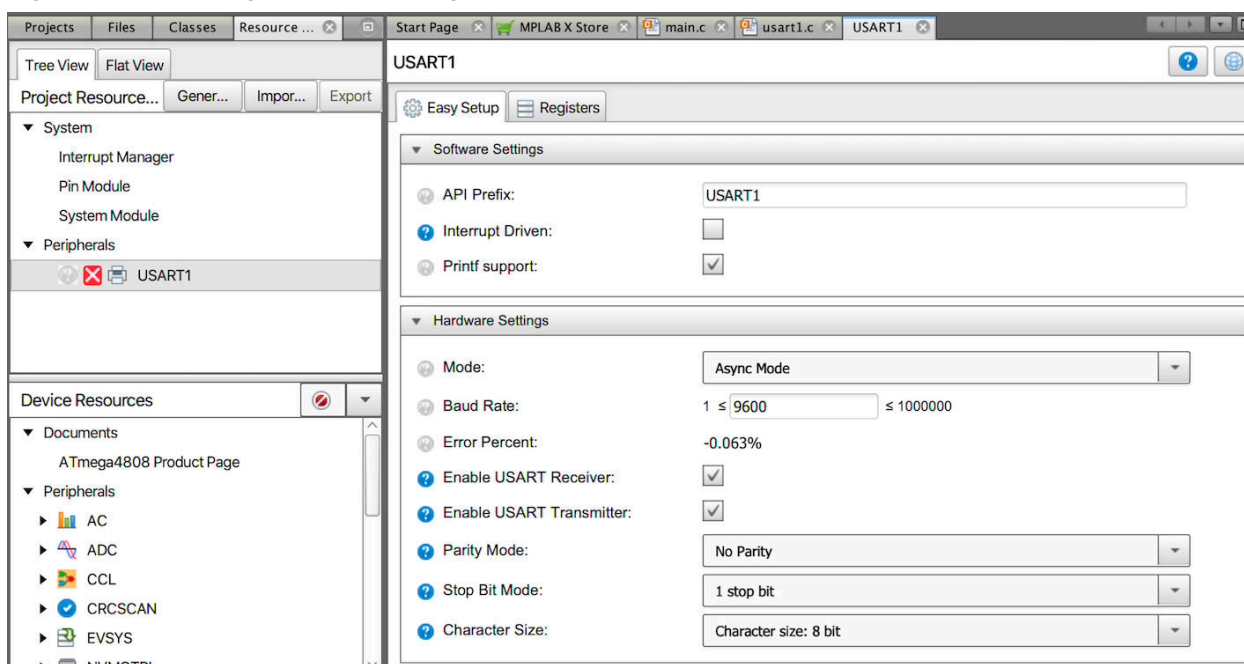 Projects Files Classes Resource ...
Start Page MPLAB X Store main.c usart1.c USART1
Tree View Flat View
Project Resource... Gener... Impor... Export
System
Interrupt Manager
Pin Module
System Module
Peripherals
USART1
Device Resources
Documents
ATmega4808 Product Page
Peripherals
AC
ADC
CCL
CRCSCAN
EVSYS
USART1
Easy Setup Registers
Software Settings
API Prefix: USART1
Interrupt Driven:
Printf support:
Hardware Settings
Mode: Async Mode
Baud Rate: 1 ≤ 9600 ≤ 1000000
Error Percent: -0.063%
Enable USART Receiver:
Enable USART Transmitter:
Parity Mode: No Parity
Stop Bit Mode: 1 stop bit
Character Size: Character size: 8 bit